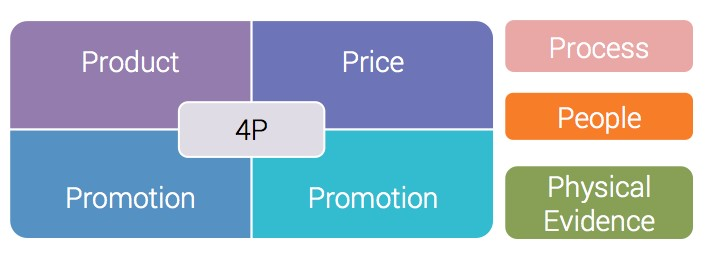 Product
Price
4P
Promotion
Promotion
Process
People
Physical
Evidence